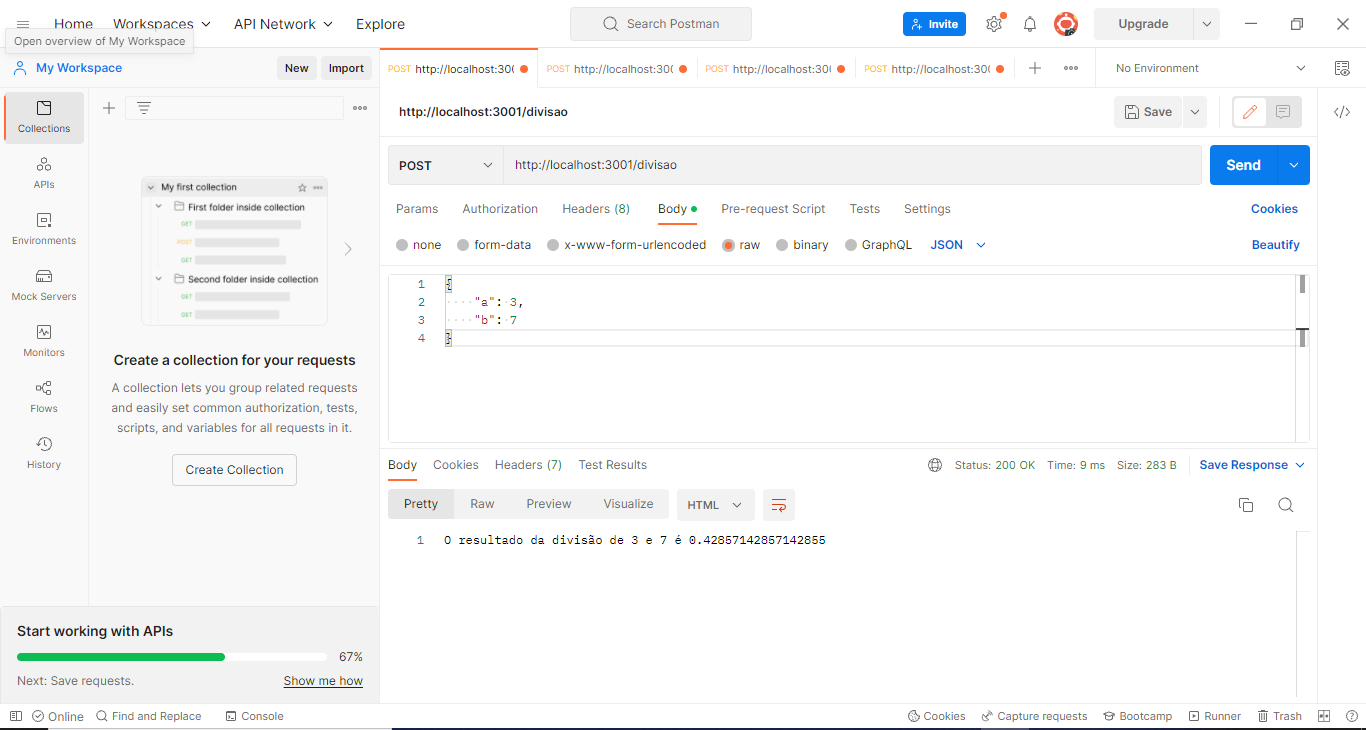 Home Workspaces API Network Explore Search Postman Invite Upgrade
Open overview of My Workspace
My Workspace New Import
POST http://localhost:300 POST http://localhost:300 POST http://localhost:300 POST http://localhost:300 No Environment
Collections
APIs
Environments
Mock Servers
Monitors
Flows
History
My first collection
First folder inside collection
GET
POST
GET
Second folder inside collection
GET
GET
Create a collection for your requests
A collection lets you group related requests
and easily set common authorization, tests,
scripts, and variables for all requests in it.
Create Collection
Start working with APIs
67%
Next: Save requests. Show me how
http://localhost:3001/divisao Save
POST http://localhost:3001/divisao Send
Params Authorization Headers (8) Body Pre-request Script Tests Settings Cookies
none form-data x-www-form-urlencoded raw binary GraphQL JSON Beautify
1 {
2 "a": 3,
3 "b": 7
4 }
Body Cookies Headers (7) Test Results Status: 200 OK Time: 9 ms Size: 283 B Save Response
Pretty Raw Preview Visualize HTML
1 O resultado da divisão de 3 e 7 é 0.42857142857142855
Online Find and Replace Console Cookies Capture requests Bootcamp Runner Trash